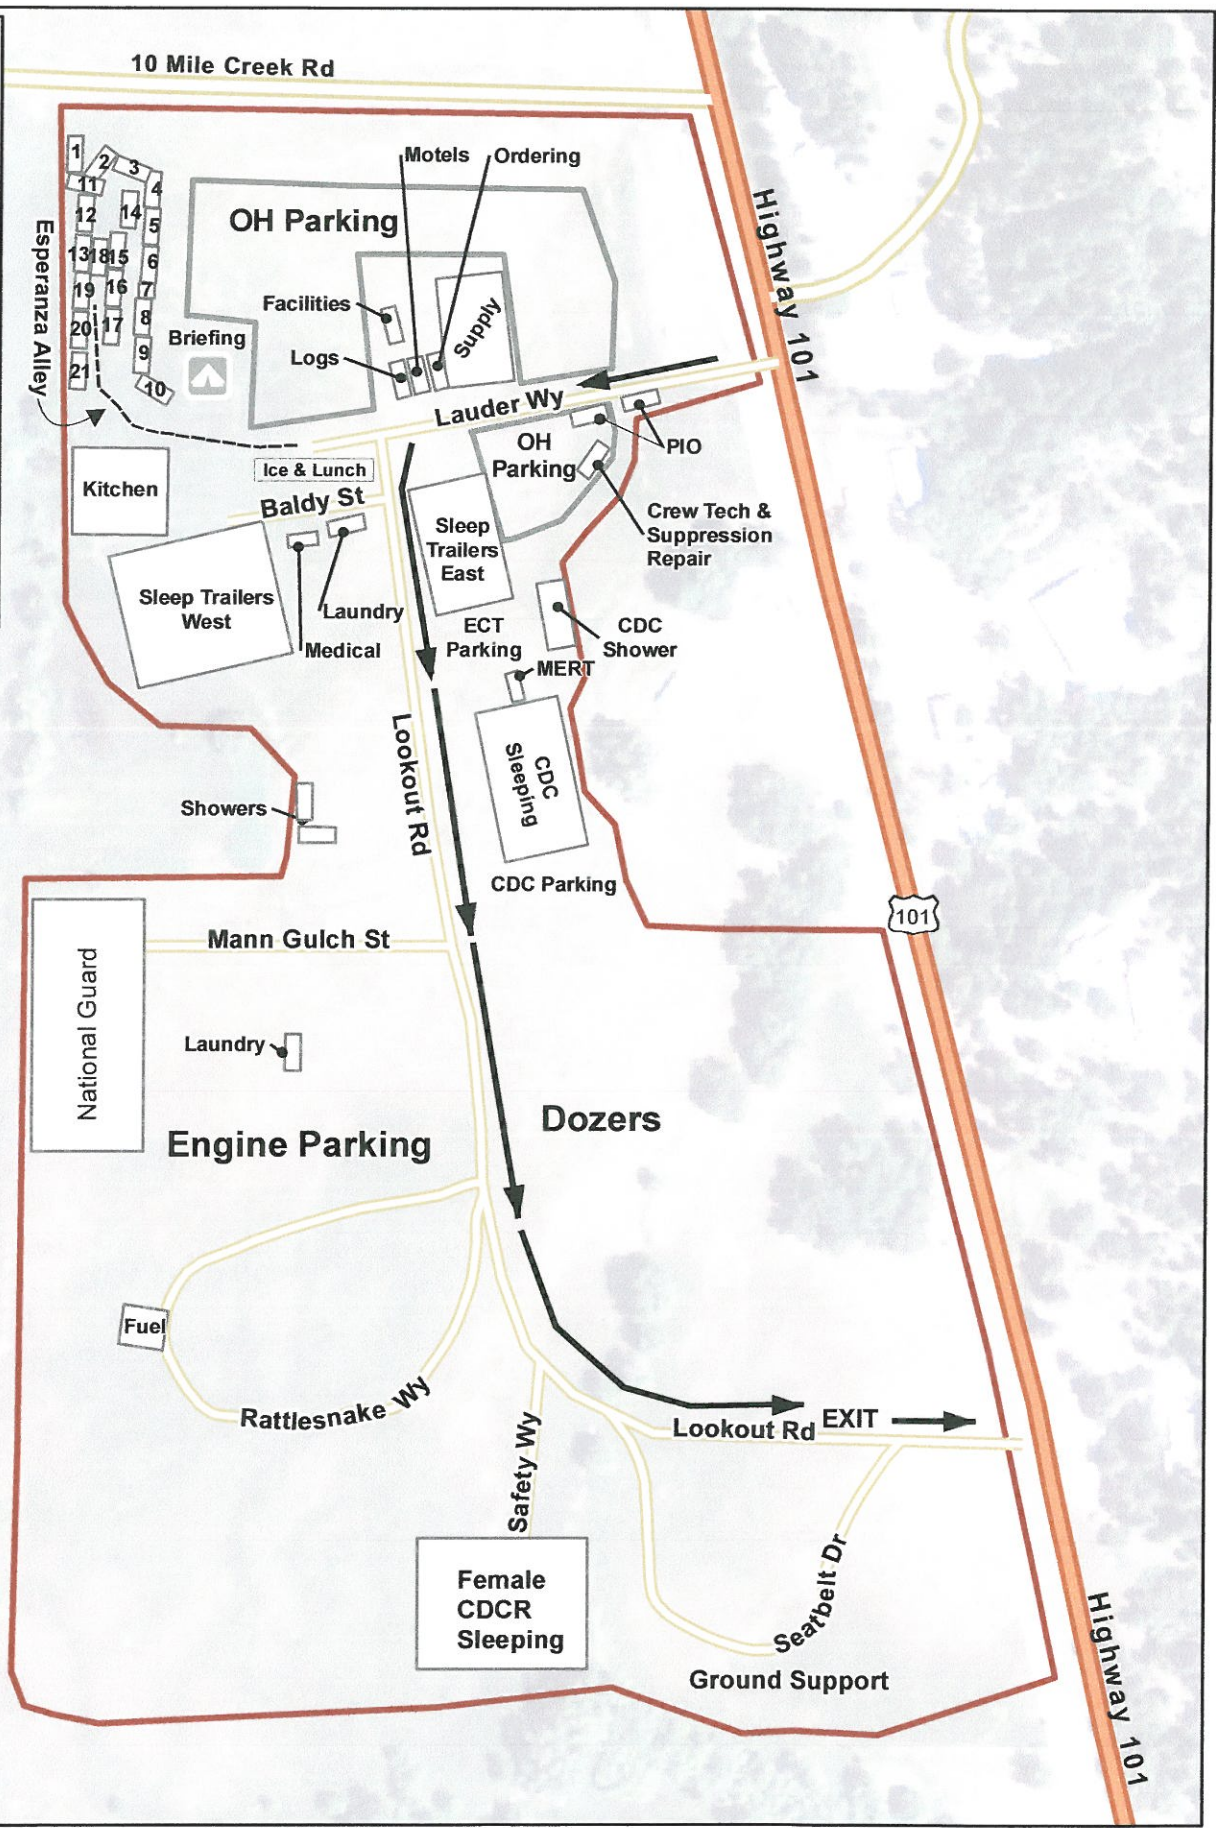 10 Mile Creek Rd
Motels
Ordering
1
2
3
4
11
12
14
5
13
18
15
6
19
16
7
20
17
8
21
9
10
Esperanza Alley
OH Parking
Highway 101
Facilities
Supply
Briefing
Logs
Lauder Wy
PIO
OH
Parking
Ice & Lunch
Kitchen
Baldy St
Crew Tech &
Suppression
Repair
Sleep
Trailers
East
Sleep Trailers
West
Laundry
Medical
ECT
Parking
CDC
Shower
MERT
Lookout Rd
CDC
Sleeping
Showers
CDC Parking
101
Mann Gulch St
National Guard
Laundry
Dozers
Engine Parking
Fuel
Rattlesnake Wy
Lookout Rd
EXIT
Safety Wy
Seatbelt Dr
Female
CDCR
Sleeping
Ground Support
Highway 101